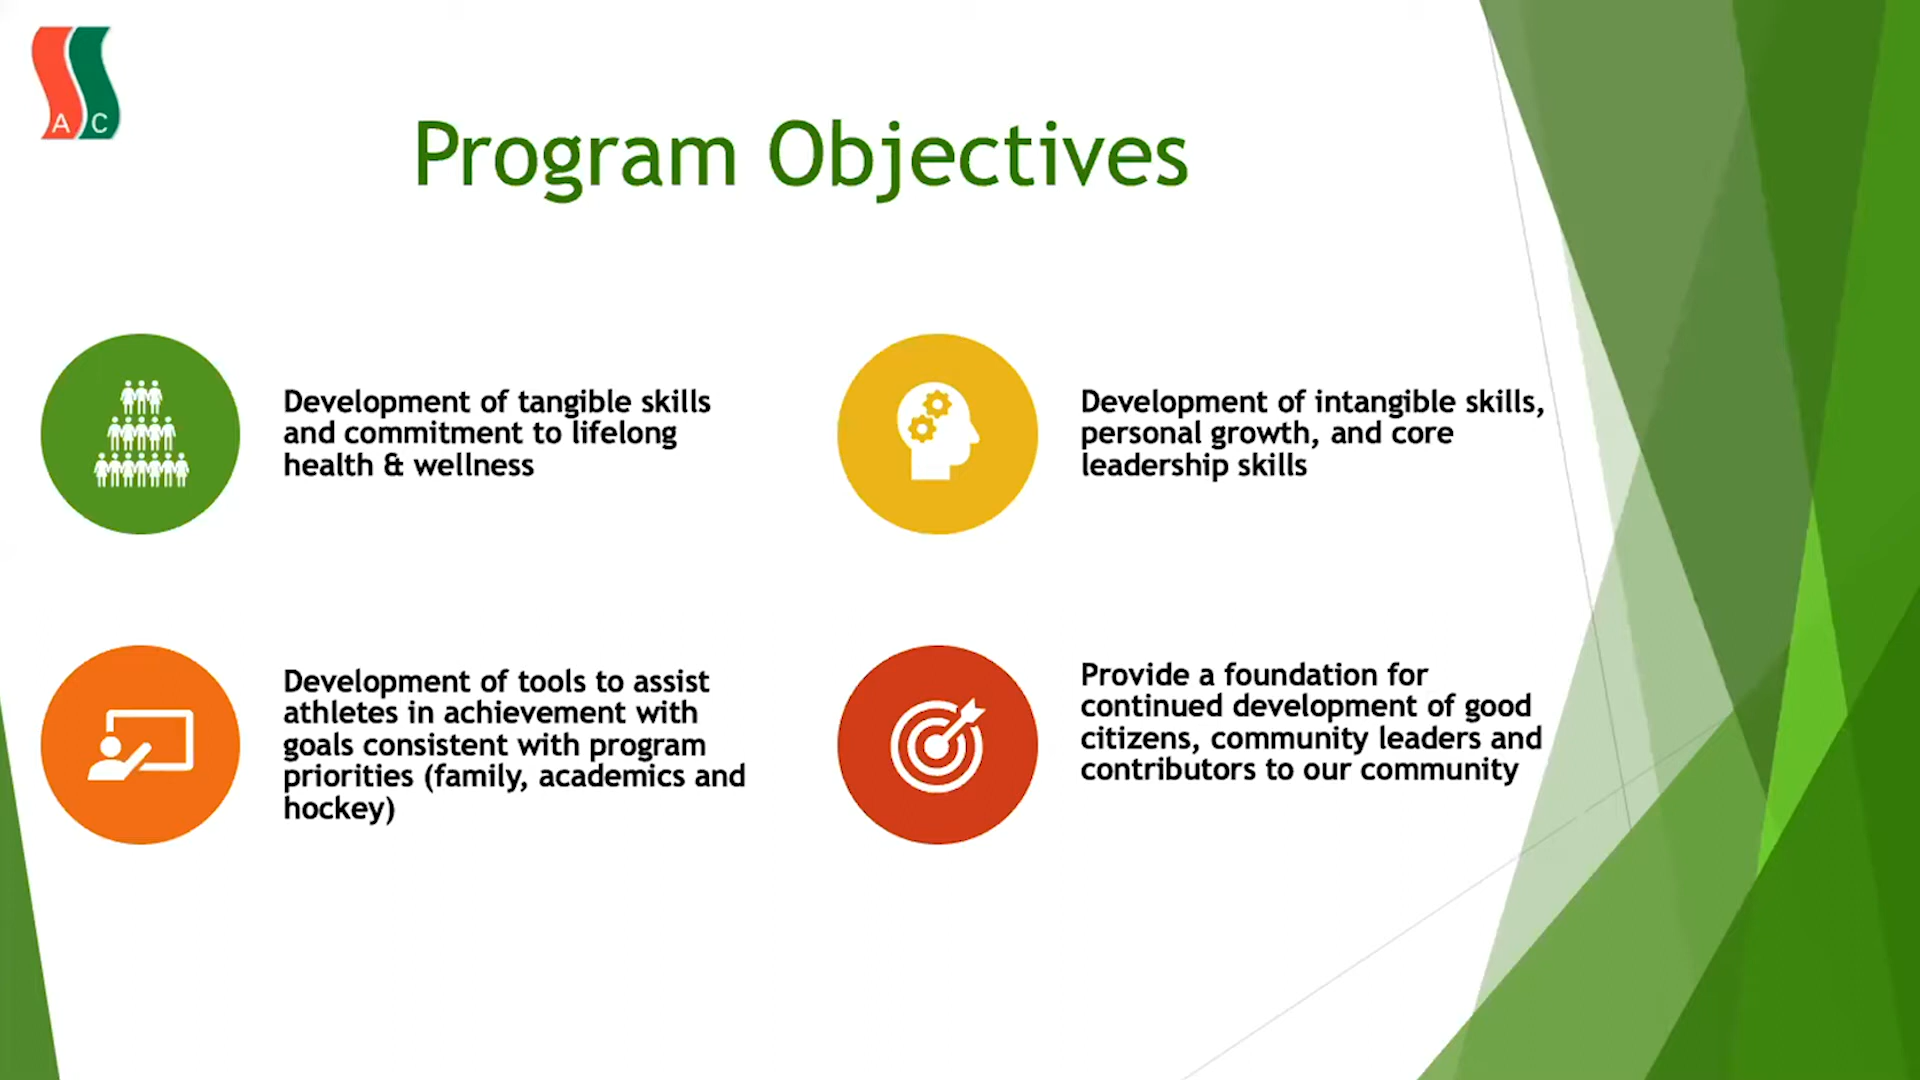 A C
Program Objectives
Development of tangible skills
and commitment to lifelong
health & wellness
Development of intangible skills,
personal growth, and core
leadership skills
Development of tools to assist
athletes in achievement with
goals consistent with program
priorities (family, academics and
hockey)
Provide a foundation for
continued development of good
citizens, community leaders and
contributors to our community